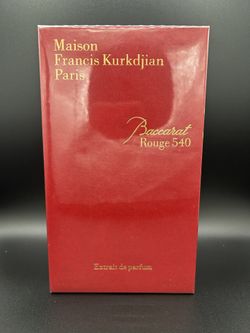 Maison
Francis Kurkdjian
Paris
Baccarat
Rouge 540
Extrait de parfum